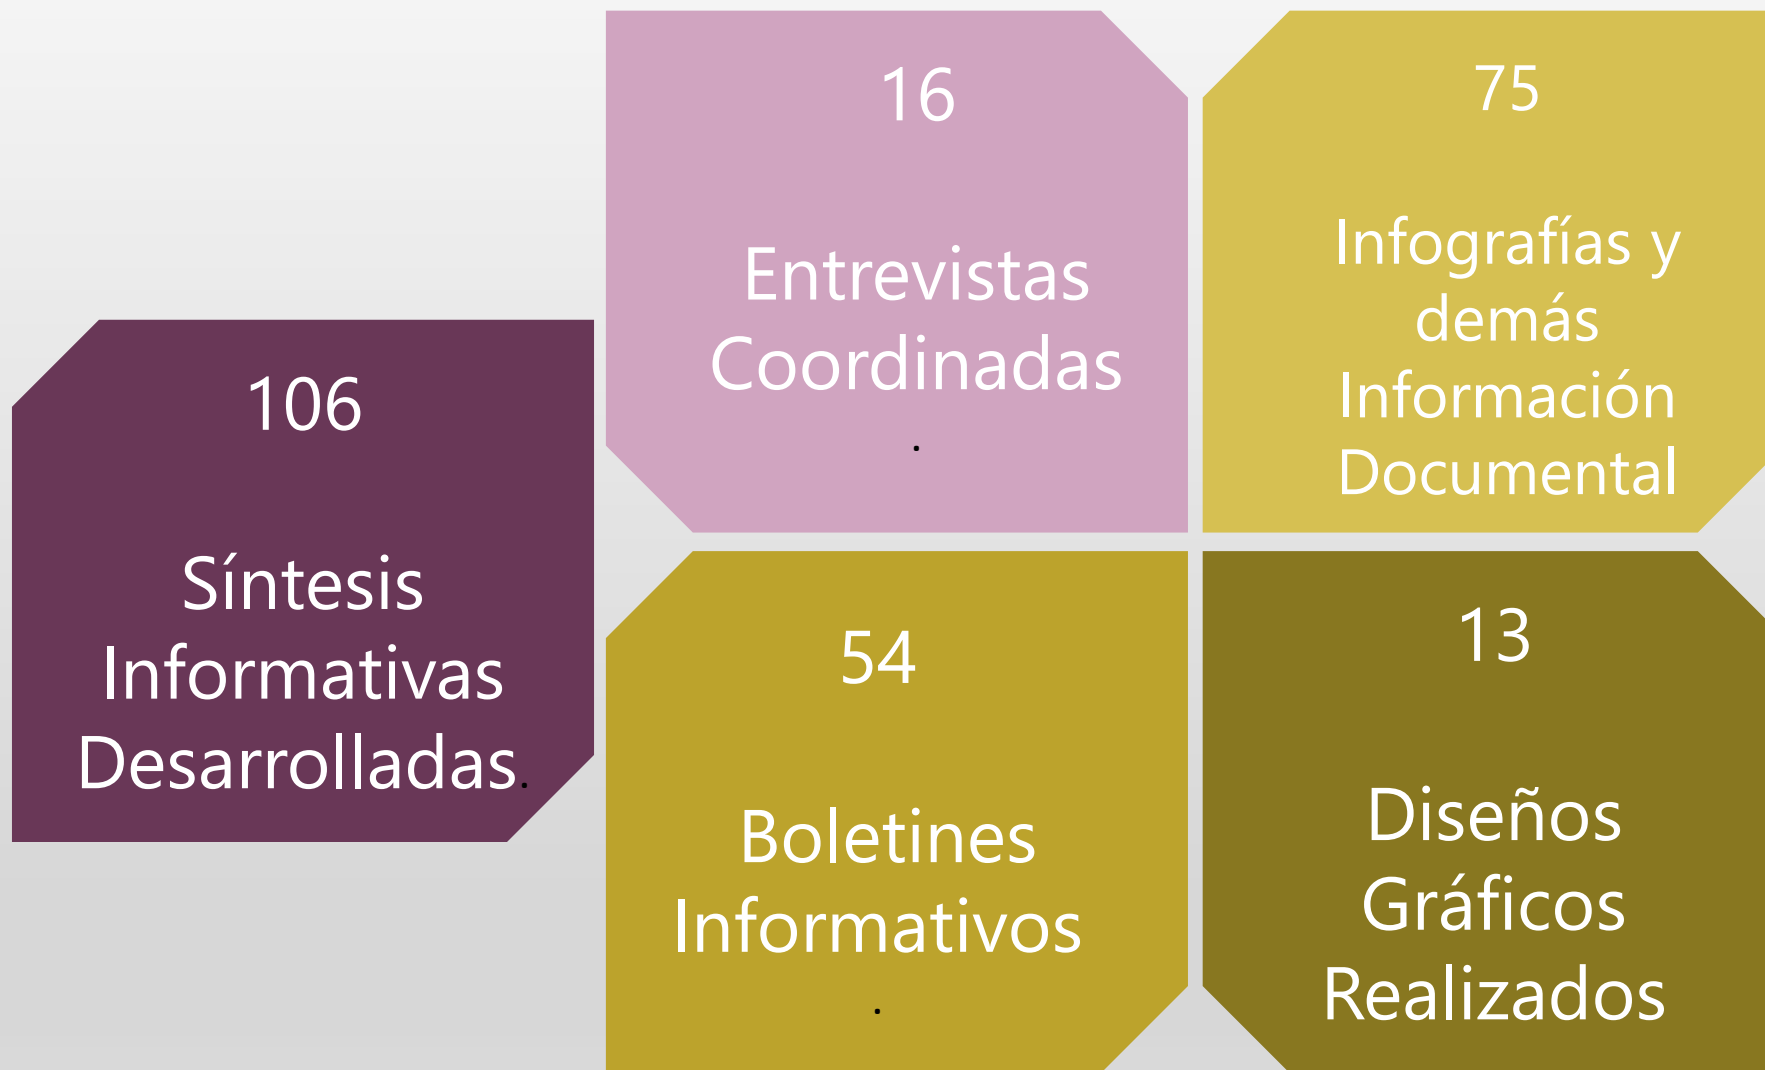 106
Síntesis
Informativas
Desarrolladas.
16
Entrevistas
Coordinadas
.
75
Infografías y
demás
Información
Documental
54
Boletines
Informativos
.
13
Diseños
Gráficos
Realizados